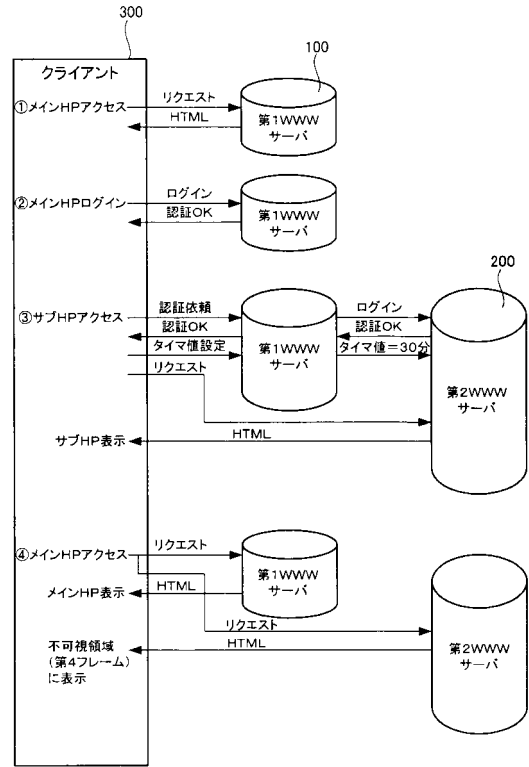 300
クライアント
100
①メインHPアクセス
リクエスト
HTML
第1WWW
サーバ
②メインHPログイン
ログイン
認証OK
第1WWW
サーバ
200
③サブHPアクセス
認証依頼
認証OK
タイマ値設定
リクエスト
第1WWW
サーバ
ログイン
認証OK
タイマ値=30分
第2WWW
サーバ
サブHP表示
HTML
④メインHPアクセス
リクエスト
第1WWW
サーバ
メインHP表示
HTML
リクエスト
第2WWW
サーバ
不可視領域
(第4フレーム)
に表示
HTML